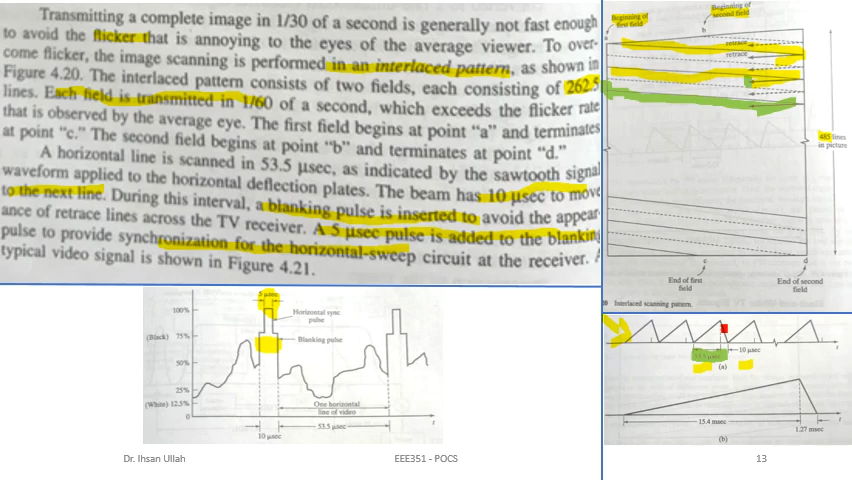 Transmitting a complete image in 1/30 of a second is generally not fast enough
to avoid the flicker that is annoying to the eyes of the average viewer. To over-
come flicker, the image scanning is performed in an interlaced pattern, as shown in
Figure 4.20. The interlaced pattern consists of two fields, each consisting of 262.5
lines. Each field is transmitted in 1/60 of a second, which exceeds the flicker rate
that is observed by the average eye. The first field begins at point “a” and terminates
at point “c.” The second field begins at point “b” and terminates at point “d.”
A horizontal line is scanned in 53.5 μsec, as indicated by the sawtooth signal
waveform applied to the horizontal deflection plates. The beam has 10 μsec to move
to the next line. During this interval, a blanking pulse is inserted to avoid the appear
ance of retrace lines across the TV receiver. A 5 μsec pulse is added to the blanking
pulse to provide synchronization for the horizontal-sweep circuit at the receiver. A
typical video signal is shown in Figure 4.21.
Beginning of
first field
Beginning of
second field
a
b
retrace
retrace
485 lines
in picture
c
d
End of first
field
End of second
field
Interlaced scanning pattern.
5 μsec
100%
Horizontal sync
pulse
(Black) 75%
Blanking pulse
50%
25%
(White) 12.5%
0
One horizontal
line of video
53.5 μsec
10 μsec
t
10 μsec
t
(a)
15.4 msec
1.27 msec
t
(b)
Dr. Ihsan Ullah
EEE351 - POCS
13